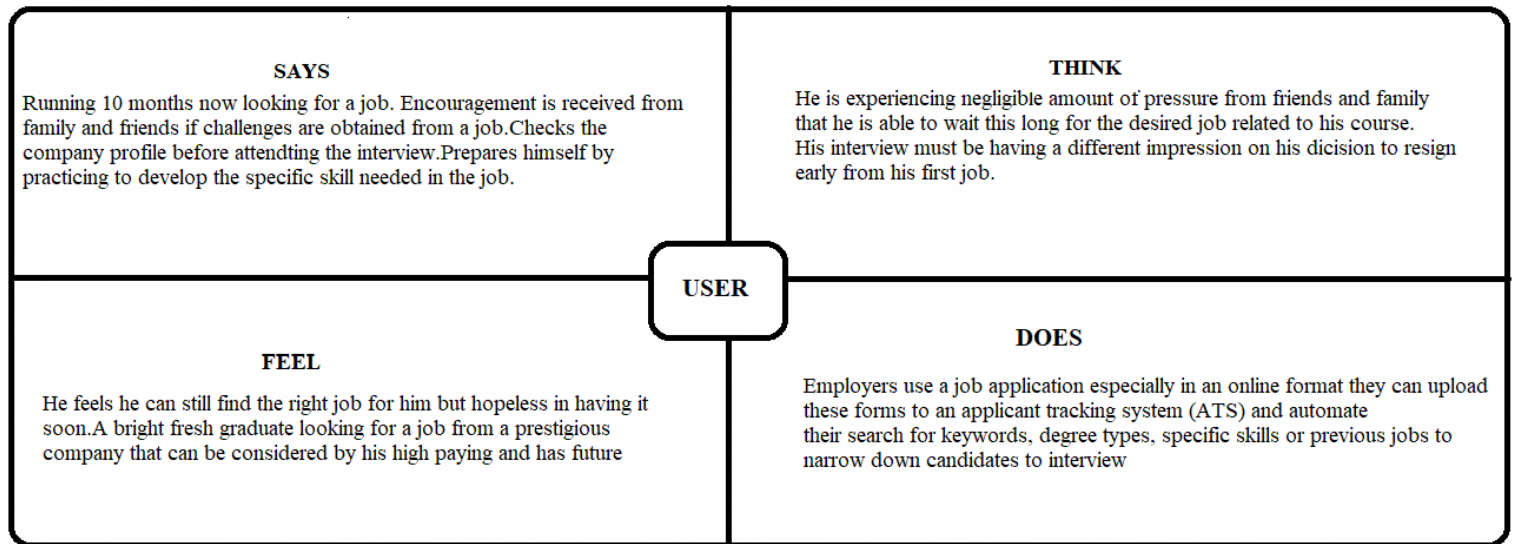 SAYS
Running 10 months now looking for a job. Encouragement is received from
family and friends if challenges are obtained from a job.Checks the
company profile before attendting the interview.Prepares himself by
practicing to develop the specific skill needed in the job.
THINK
He is experiencing negligible amount of pressure from friends and family
that he is able to wait this long for the desired job related to his course.
His interview must be having a different impression on his dicision to resign
early from his first job.
USER
FEEL
He feels he can still find the right job for him but hopeless in having it
soon.A bright fresh graduate looking for a job from a prestigious
company that can be considered by his high paying and has future
DOES
Employers use a job application especially in an online format they can upload
these forms to an applicant tracking system (ATS) and automate
their search for keywords, degree types, specific skills or previous jobs to
narrow down candidates to interview